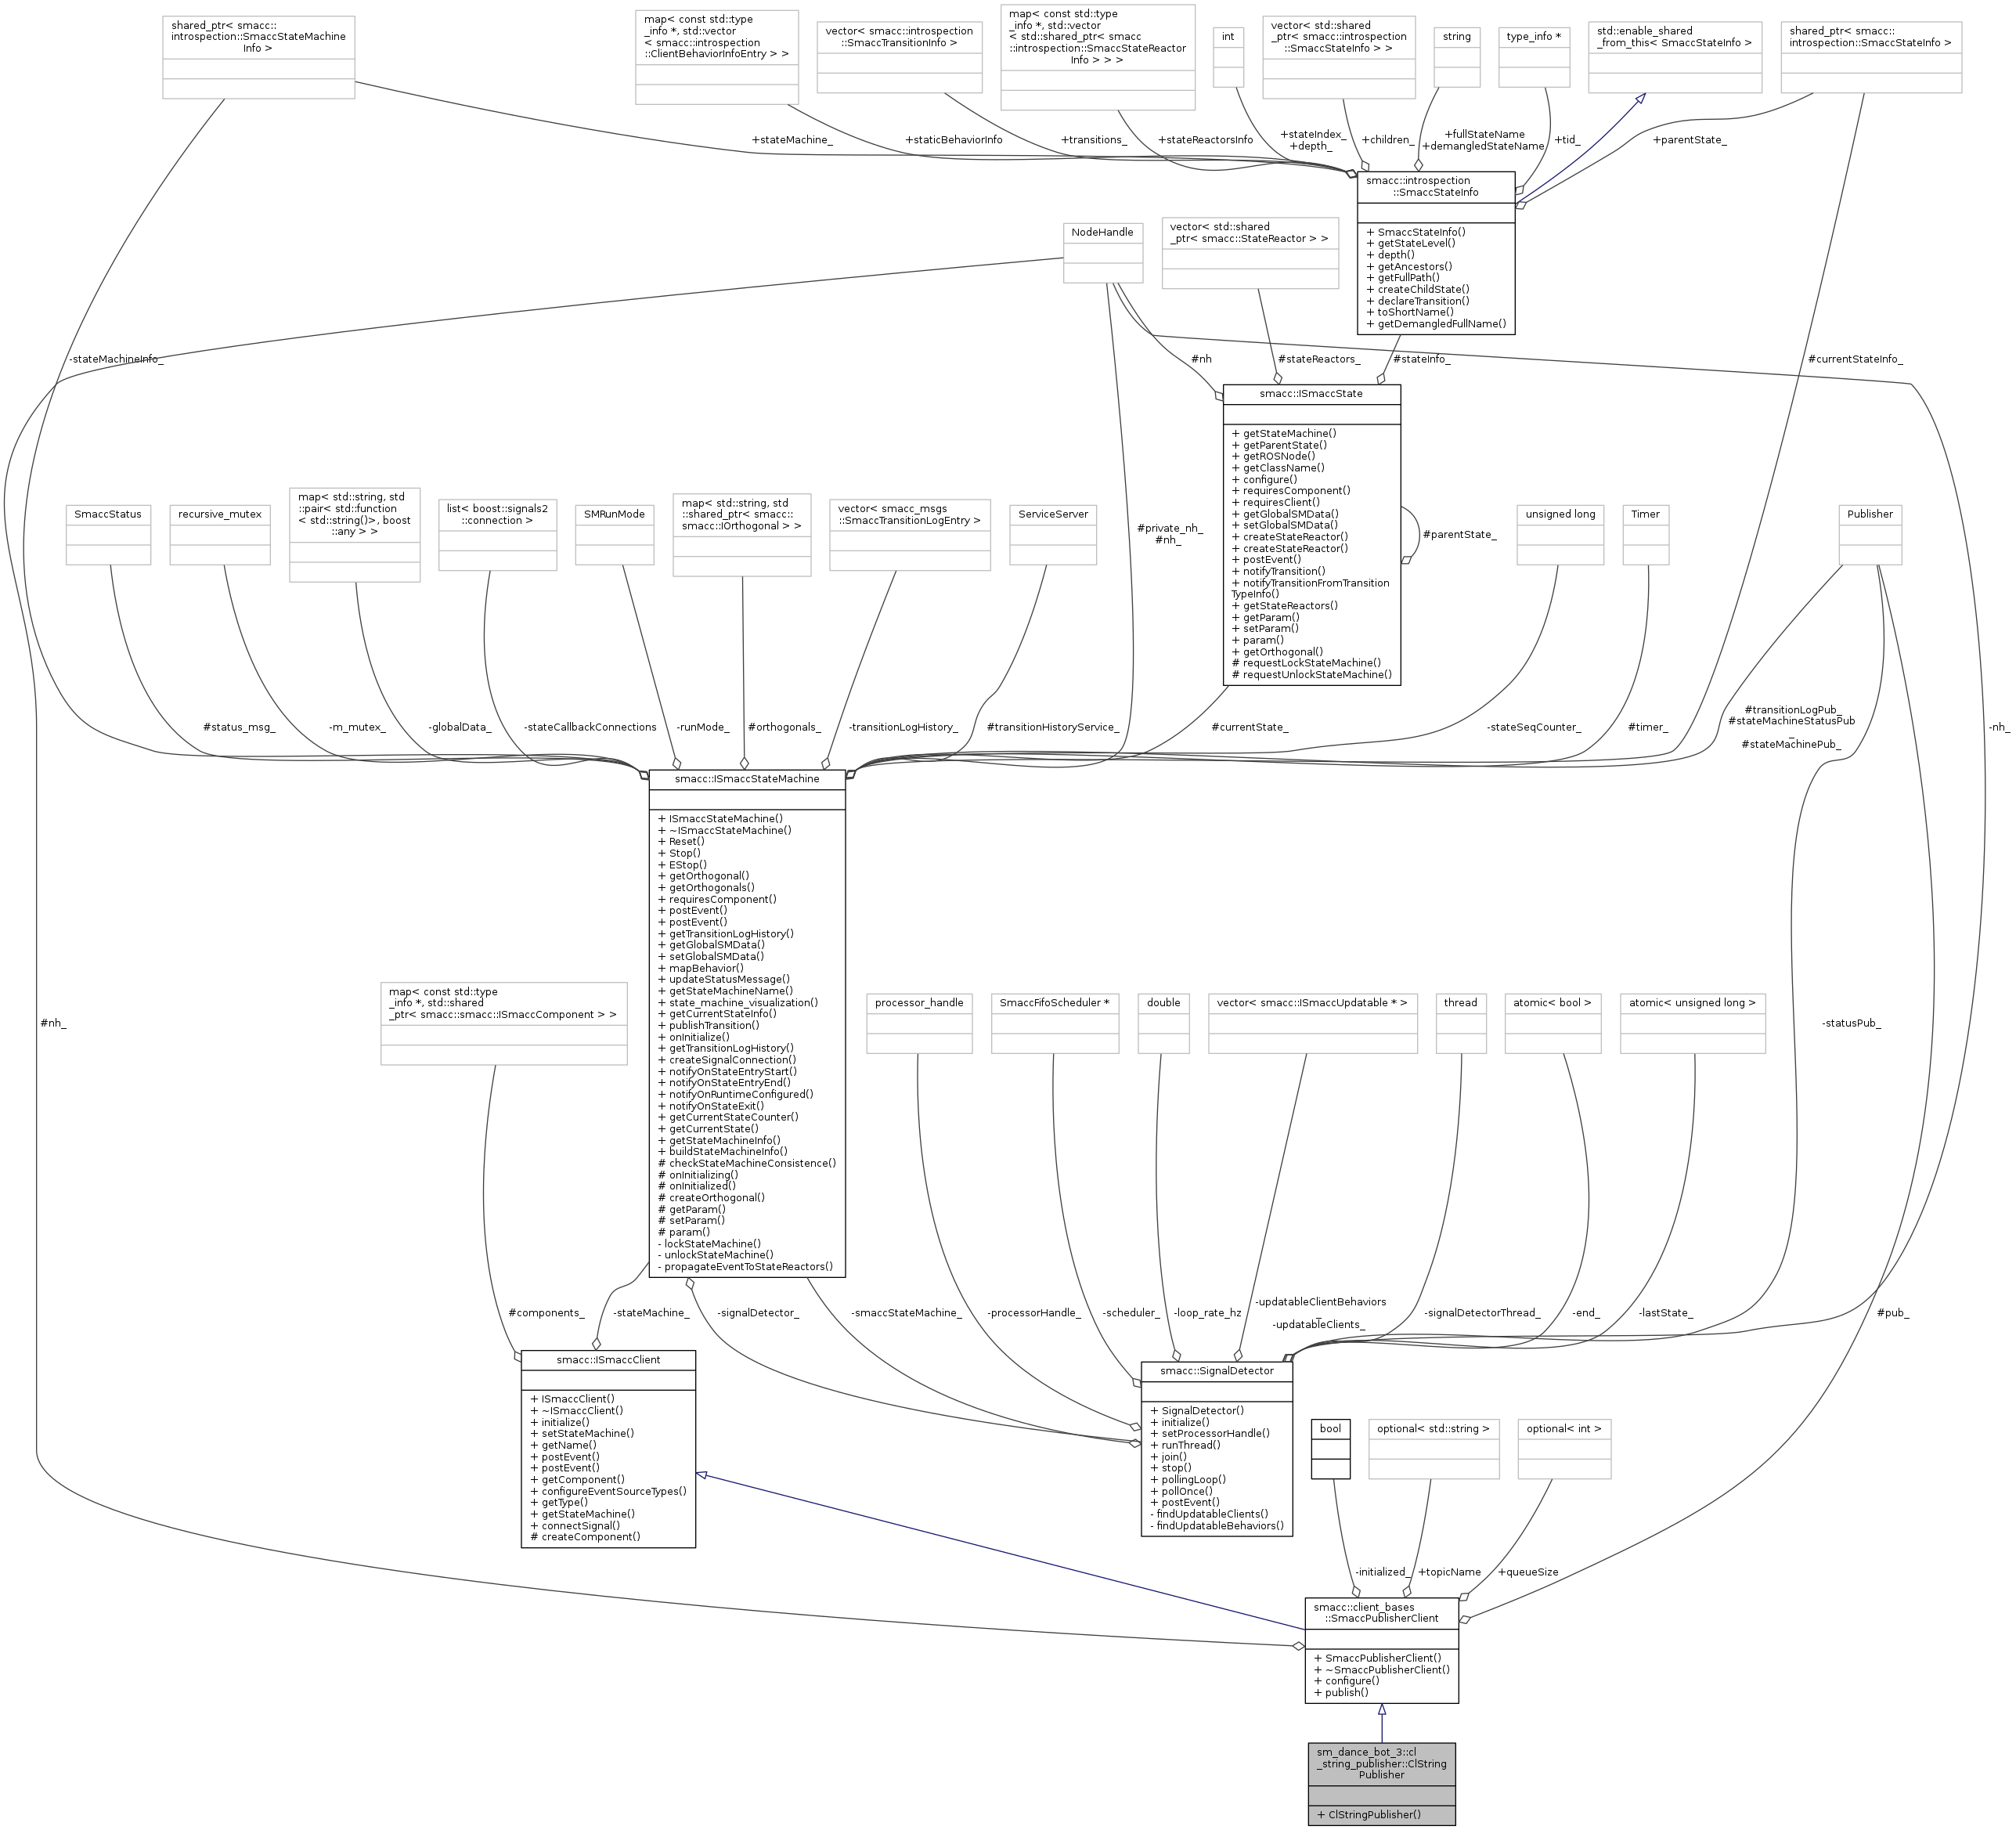 shared_ptr< smacc::
introspection::SmaccStateMachine
Info >
map< const std::type
_info *, std::vector
< smacc::introspection
::ClientBehaviorInfoEntry > >
vector< smacc::introspection
::SmaccTransitionInfo >
map< const std::type
_info *, std::vector
< std::shared_ptr< smacc
::introspection::SmaccStateReactor
Info > > >
int
vector< std::shared
_ptr< smacc::introspection
::SmaccStateInfo > >
string
type_info *
std::enable_shared
_from_this< SmaccStateInfo >
shared_ptr< smacc::
introspection::SmaccStateInfo >
+stateMachine_
+staticBehaviorInfo
+transitions_
+stateReactorsInfo
+stateIndex_
+depth_
+children_
+fullStateName
+demangledStateName
+tid_
+parentState_
smacc::introspection
::SmaccStateInfo
+ SmaccStateInfo()
+ getStateLevel()
+ depth()
+ getAncestors()
+ getFullPath()
+ createChildState()
+ declareTransition()
+ toShortName()
+ getDemangledFullName()
NodeHandle
vector< std::shared
_ptr< smacc::StateReactor > >
-stateMachineInfo_
#nh
#stateReactors_
#stateInfo_
#currentStateInfo_
smacc::ISmaccState
+ getStateMachine()
+ getParentState()
+ getROSNode()
+ getClassName()
+ configure()
+ requiresComponent()
+ requiresClient()
+ getGlobalSMData()
+ setGlobalSMData()
+ createStateReactor()
+ createStateReactor()
+ postEvent()
+ notifyTransition()
+ notifyTransitionFromTransition
TypeInfo()
+ getStateReactors()
+ getParam()
+ setParam()
+ param()
+ getOrthogonal()
# requestLockStateMachine()
# requestUnlockStateMachine()
#parentState_
SmaccStatus
recursive_mutex
map< std::string, std
::pair< std::function
< std::string()>, boost
::any > >
list< boost::signals2
::connection >
SMRunMode
map< std::string, std
::shared_ptr< smacc::
smacc::IOrthogonal > >
vector< smacc_msgs
::SmaccTransitionLogEntry >
ServiceServer
#private_nh_
#nh_
unsigned long
Timer
Publisher
#status_msg_
-m_mutex_
-globalData_
-stateCallbackConnections
-runMode_
#orthogonals_
-transitionLogHistory_
#transitionHistoryService_
#currentState_
-stateSeqCounter_
#timer_
#transitionLogPub_
#stateMachineStatusPub
_
#stateMachinePub_
-nh_
smacc::ISmaccStateMachine
+ ISmaccStateMachine()
+ ~ISmaccStateMachine()
+ Reset()
+ Stop()
+ EStop()
+ getOrthogonal()
+ getOrthogonals()
+ requiresComponent()
+ postEvent()
+ postEvent()
+ getTransitionLogHistory()
+ getGlobalSMData()
+ setGlobalSMData()
+ mapBehavior()
+ updateStatusMessage()
+ getStateMachineName()
+ state_machine_visualization()
+ getCurrentStateInfo()
+ publishTransition()
+ onInitialize()
+ getTransitionLogHistory()
+ createSignalConnection()
+ notifyOnStateEntryStart()
+ notifyOnStateEntryEnd()
+ notifyOnRuntimeConfigured()
+ notifyOnStateExit()
+ getCurrentStateCounter()
+ getCurrentState()
+ getStateMachineInfo()
+ buildStateMachineInfo()
# checkStateMachineConsistence()
# onInitializing()
# onInitialized()
# createOrthogonal()
# getParam()
# setParam()
# param()
- lockStateMachine()
- unlockStateMachine()
- propagateEventToStateReactors()
map< const std::type
_info *, std::shared
_ptr< smacc::smacc::ISmaccComponent > >
processor_handle
SmaccFifoScheduler *
double
vector< smacc::ISmaccUpdatable * >
thread
atomic< bool >
atomic< unsigned long >
#nh_
-statusPub_
#components_
-stateMachine_
-signalDetector_
-smaccStateMachine_
-processorHandle_
-scheduler_
-loop_rate_hz
-updatableClientBehaviors
_
-updatableClients_
-signalDetectorThread_
-end_
-lastState_
#pub_
smacc::ISmaccClient
+ ISmaccClient()
+ ~ISmaccClient()
+ initialize()
+ setStateMachine()
+ getName()
+ postEvent()
+ postEvent()
+ getComponent()
+ configureEventSourceTypes()
+ getType()
+ getStateMachine()
+ connectSignal()
# createComponent()
smacc::SignalDetector
+ SignalDetector()
+ initialize()
+ setProcessorHandle()
+ runThread()
+ join()
+ stop()
+ pollingLoop()
+ pollOnce()
+ postEvent()
- findUpdatableClients()
- findUpdatableBehaviors()
bool
optional< std::string >
optional< int >
-initialized_
+topicName
+queueSize
smacc::client_bases
::SmaccPublisherClient
+ SmaccPublisherClient()
+ ~SmaccPublisherClient()
+ configure()
+ publish()
sm_dance_bot_3::cl
_string_publisher::ClString
Publisher
+ ClStringPublisher()